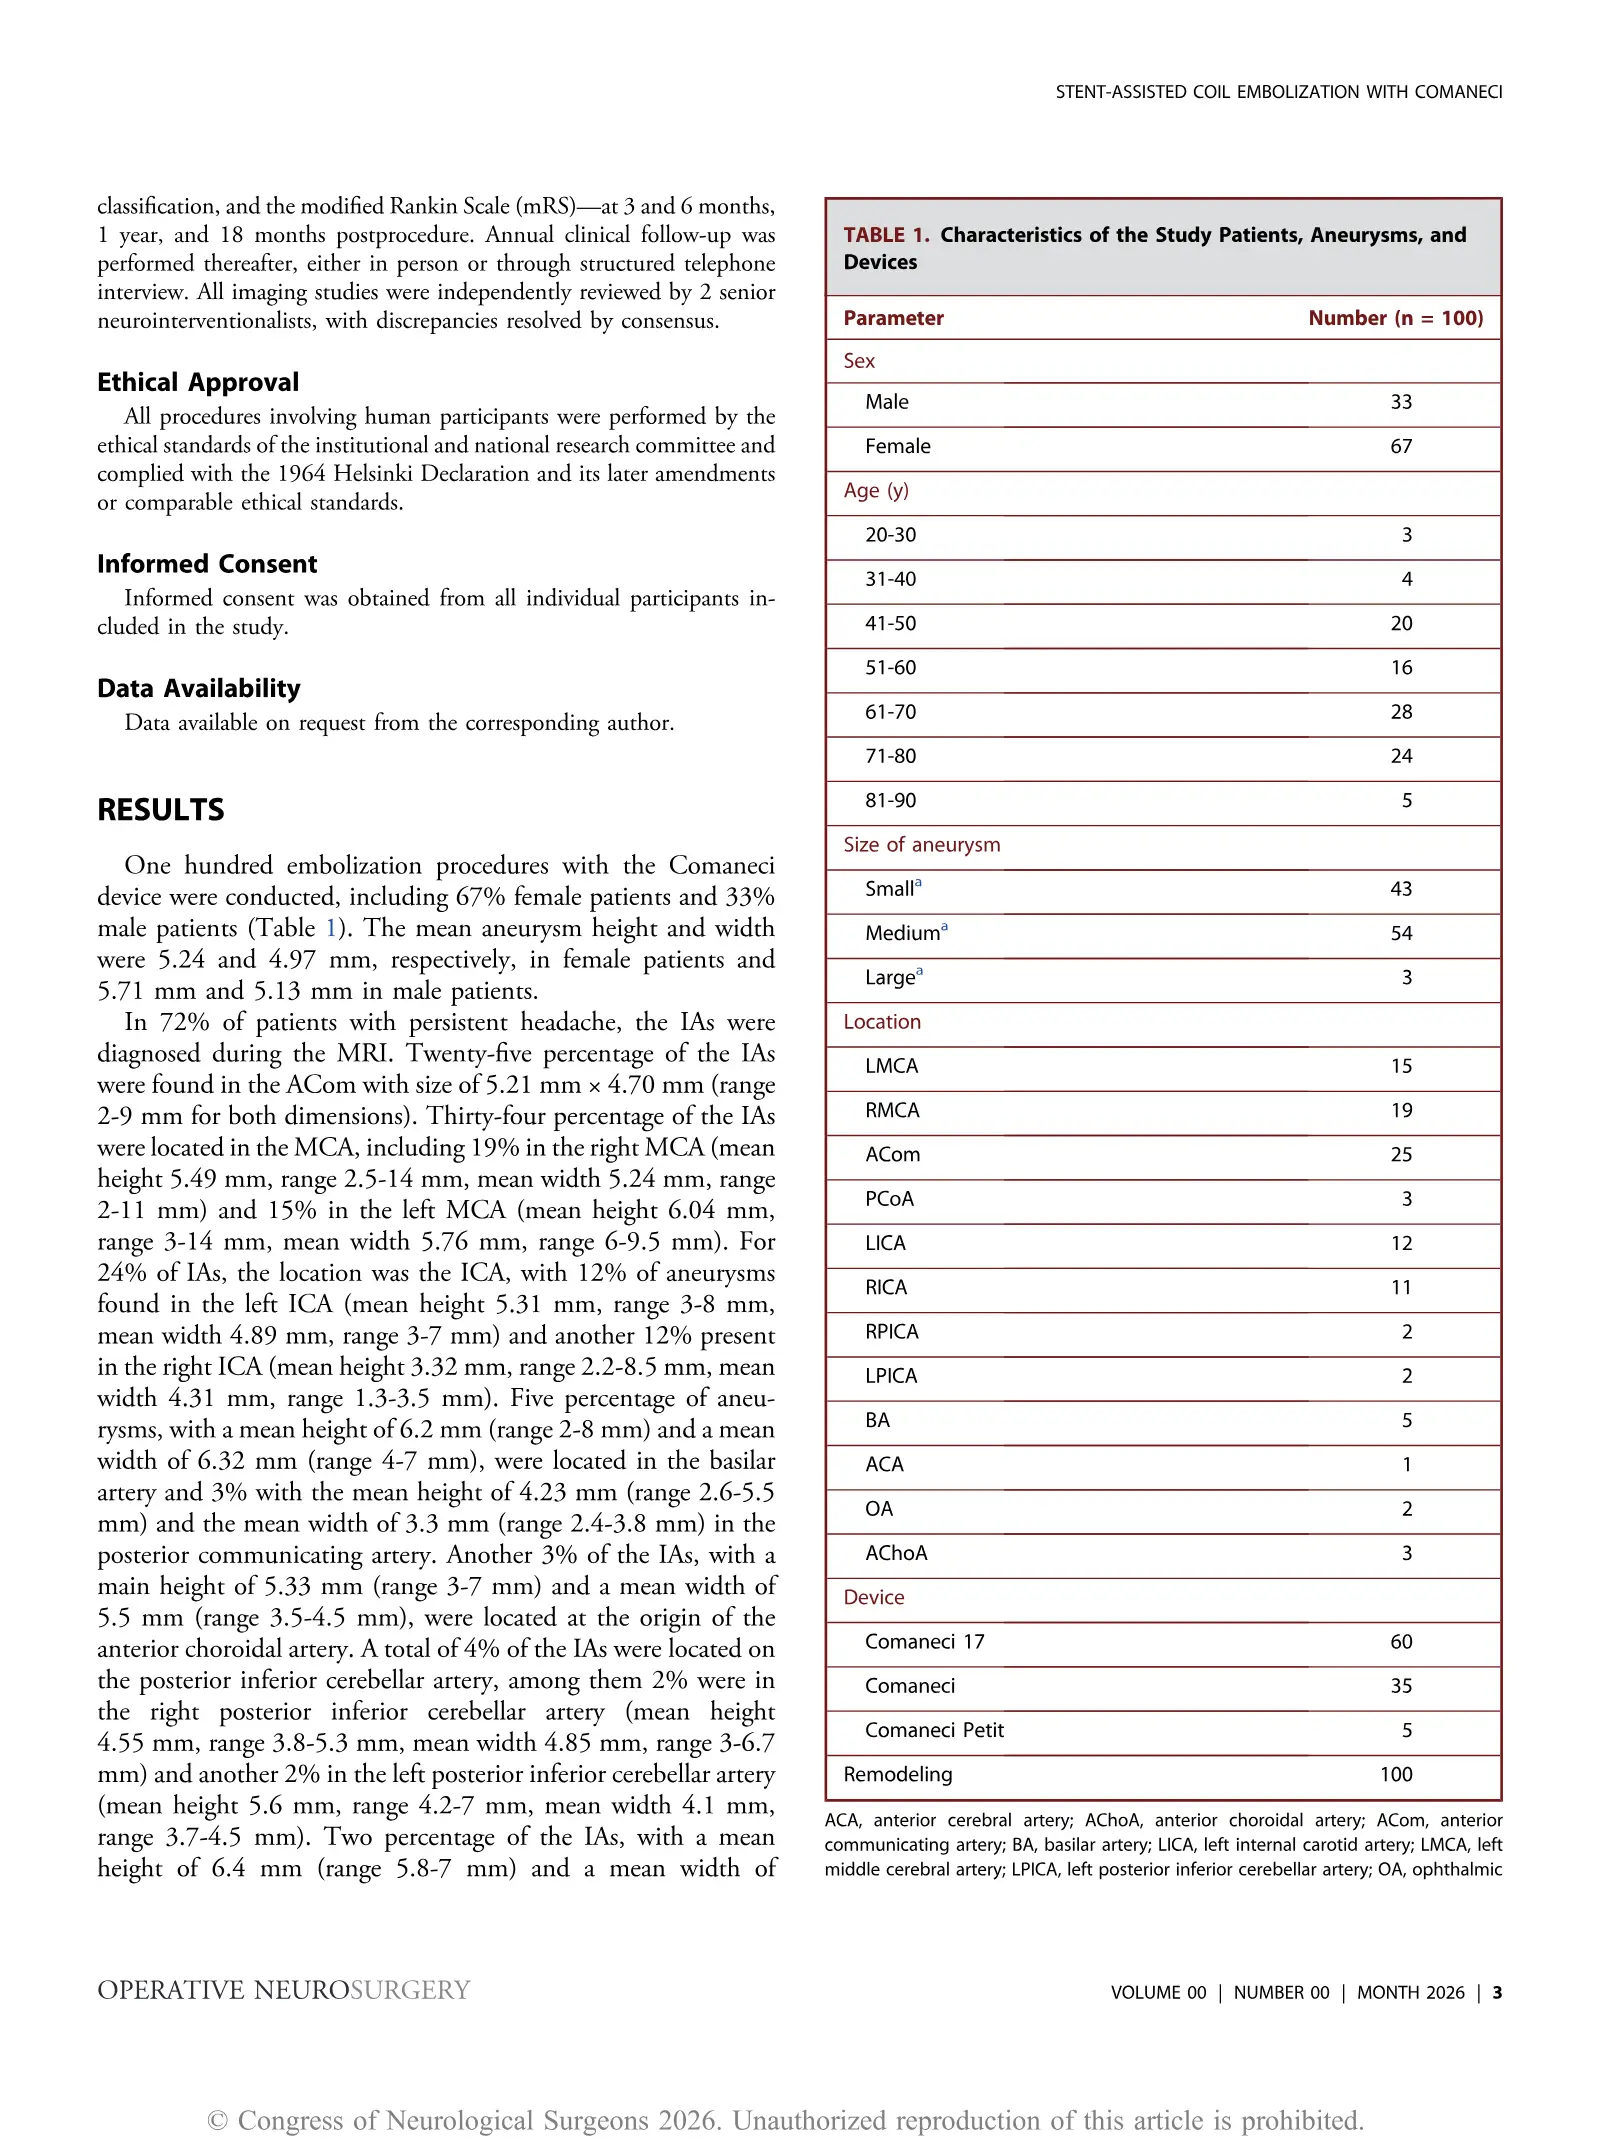 STENT-ASSISTED COIL EMBOLIZATION WITH COMANECI
classification, and the modified Rankin Scale (mRS)—at 3 and 6 months,
1 year, and 18 months postprocedure. Annual clinical follow-up was
performed thereafter, either in person or through structured telephone
interview. All imaging studies were independently reviewed by 2 senior
neurointerventionalists, with discrepancies resolved by consensus.
Ethical Approval
All procedures involving human participants were performed by the
ethical standards of the institutional and national research committee and
complied with the 1964 Helsinki Declaration and its later amendments
or comparable ethical standards.
Informed Consent
Informed consent was obtained from all individual participants in-
cluded in the study.
Data Availability
Data available on request from the corresponding author.
RESULTS
One hundred embolization procedures with the Comaneci
device were conducted, including 67% female patients and 33%
male patients (Table 1). The mean aneurysm height and width
were 5.24 and 4.97 mm, respectively, in female patients and
5.71 mm and 5.13 mm in male patients.
In 72% of patients with persistent headache, the IAs were
diagnosed during the MRI. Twenty-five percentage of the IAs
were found in the ACom with size of 5.21 mm × 4.70 mm (range
2-9 mm for both dimensions). Thirty-four percentage of the IAs
were located in the MCA, including 19% in the right MCA (mean
height 5.49 mm, range 2.5-14 mm, mean width 5.24 mm, range
2-11 mm) and 15% in the left MCA (mean height 6.04 mm,
range 3-14 mm, mean width 5.76 mm, range 6-9.5 mm). For
24% of IAs, the location was the ICA, with 12% of aneurysms
found in the left ICA (mean height 5.31 mm, range 3-8 mm,
mean width 4.89 mm, range 3-7 mm) and another 12% present
in the right ICA (mean height 3.32 mm, range 2.2-8.5 mm, mean
width 4.31 mm, range 1.3-3.5 mm). Five percentage of aneu-
rysms, with a mean height of 6.2 mm (range 2-8 mm) and a mean
width of 6.32 mm (range 4-7 mm), were located in the basilar
artery and 3% with the mean height of 4.23 mm (range 2.6-5.5
mm) and the mean width of 3.3 mm (range 2.4-3.8 mm) in the
posterior communicating artery. Another 3% of the IAs, with a
main height of 5.33 mm (range 3-7 mm) and a mean width of
5.5 mm (range 3.5-4.5 mm), were located at the origin of the
anterior choroidal artery. A total of 4% of the IAs were located on
the posterior inferior cerebellar artery, among them 2% were in
the right posterior inferior cerebellar artery (mean height
4.55 mm, range 3.8-5.3 mm, mean width 4.85 mm, range 3-6.7
mm) and another 2% in the left posterior inferior cerebellar artery
(mean height 5.6 mm, range 4.2-7 mm, mean width 4.1 mm,
range 3.7-4.5 mm). Two percentage of the IAs, with a mean
height of 6.4 mm (range 5.8-7 mm) and a mean width of
TABLE 1. Characteristics of the Study Patients, Aneurysms, and
Devices
Parameter Number (n = 100)
Sex
Male 33
Female 67
Age (y)
20-30 3
31-40 4
41-50 20
51-60 16
61-70 28
71-80 24
81-90 5
Size of aneurysm
Smallᵃ 43
Mediumᵃ 54
Largeᵃ 3
Location
LMCA 15
RMCA 19
ACom 25
PCoA 3
LICA 12
RICA 11
RPICA 2
LPICA 2
BA 5
ACA 1
OA 2
AChoA 3
Device
Comaneci 17 60
Comaneci 35
Comaneci Petit 5
Remodeling 100
ACA, anterior cerebral artery; AChoA, anterior choroidal artery; ACom, anterior
communicating artery; BA, basilar artery; LICA, left internal carotid artery; LMCA, left
middle cerebral artery; LPICA, left posterior inferior cerebellar artery; OA, ophthalmic
OPERATIVE NEUROSURGERY
VOLUME 00 | NUMBER 00 | MONTH 2026 | 3
© Congress of Neurological Surgeons 2026. Unauthorized reproduction of this article is prohibited.